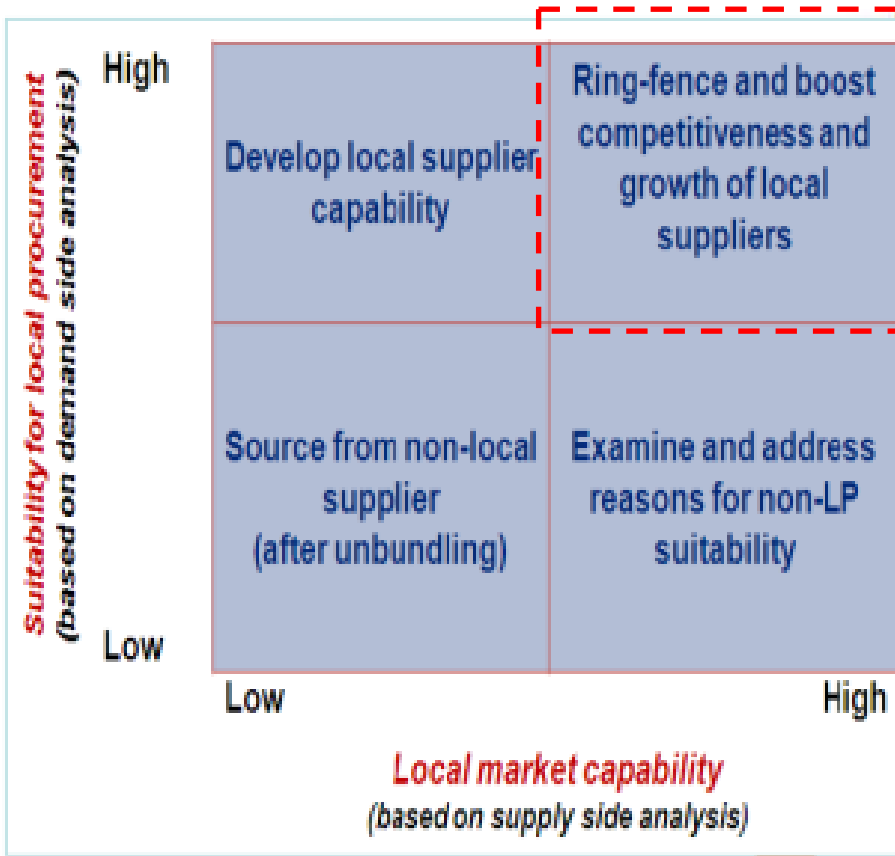 Suitability for local procurement
(based on demand side analysis)
High
Low
Develop local supplier
capability
Ring-fence and boost
competitiveness and
growth of local
suppliers
Source from non-local
supplier
(after unbundling)
Examine and address
reasons for non-LP
suitability
Low
High
Local market capability
(based on supply side analysis)